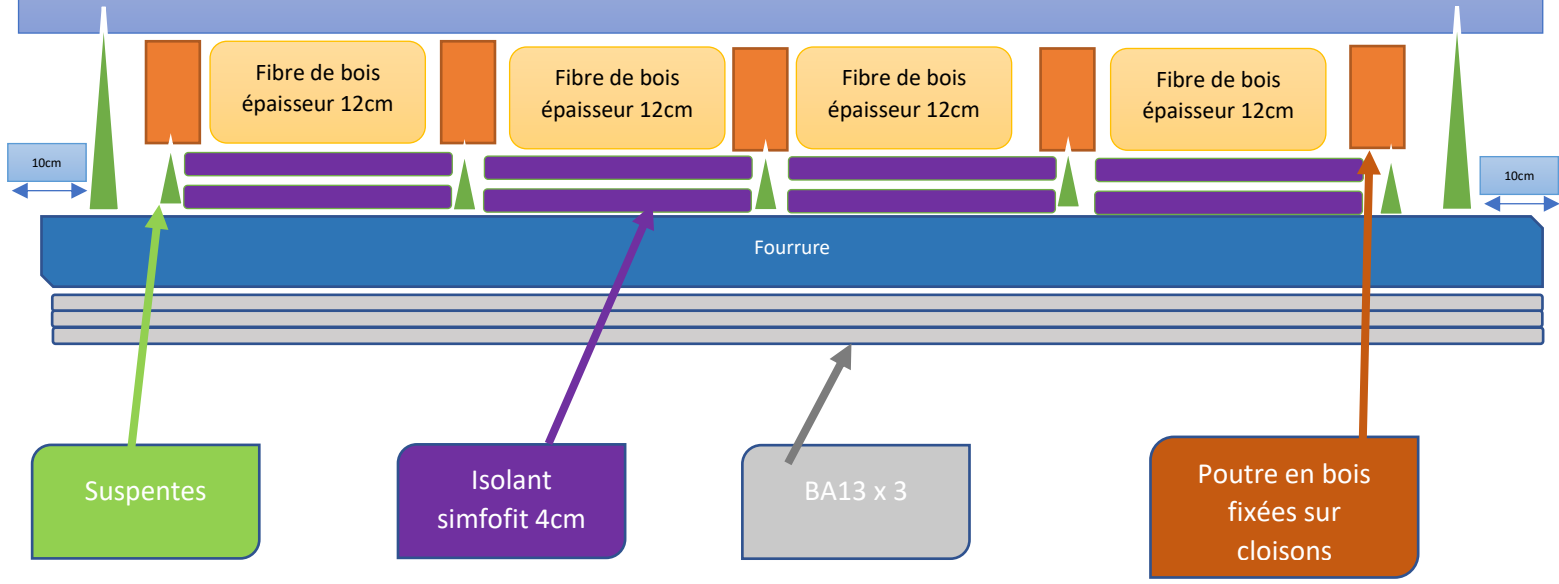 Fibre de bois
épaisseur 12cm
Fibre de bois
épaisseur 12cm
Fibre de bois
épaisseur 12cm
Fibre de bois
épaisseur 12cm
10cm
10cm
Fourrure
Suspentes
Isolant
simfofit 4cm
BA13 x 3
Poutre en bois
fixées sur
cloisons